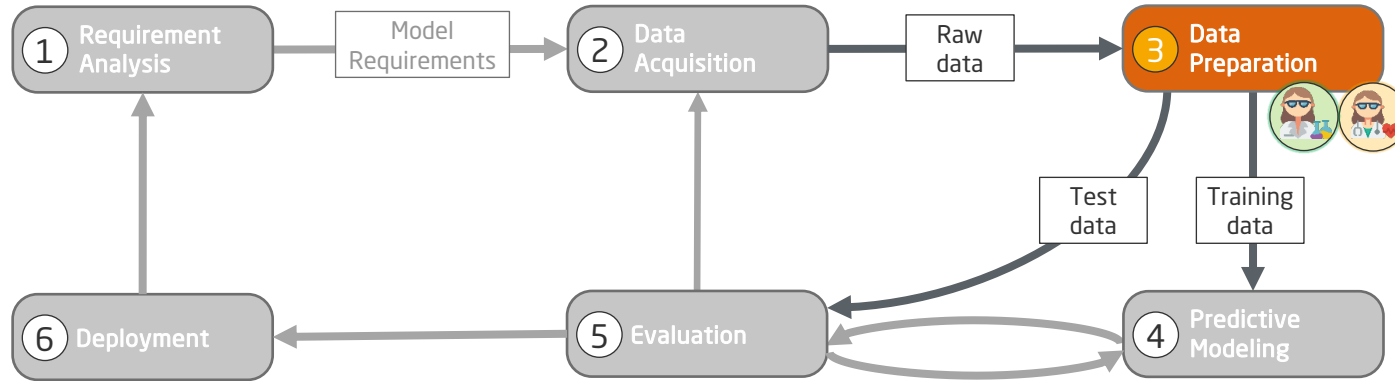 1
Requirement
Analysis
Model
Requirements
2
Data
Acquisition
Raw
data
3
Data
Preparation
Test
data
Training
data
6
Deployment
5
Evaluation
4
Predictive
Modeling